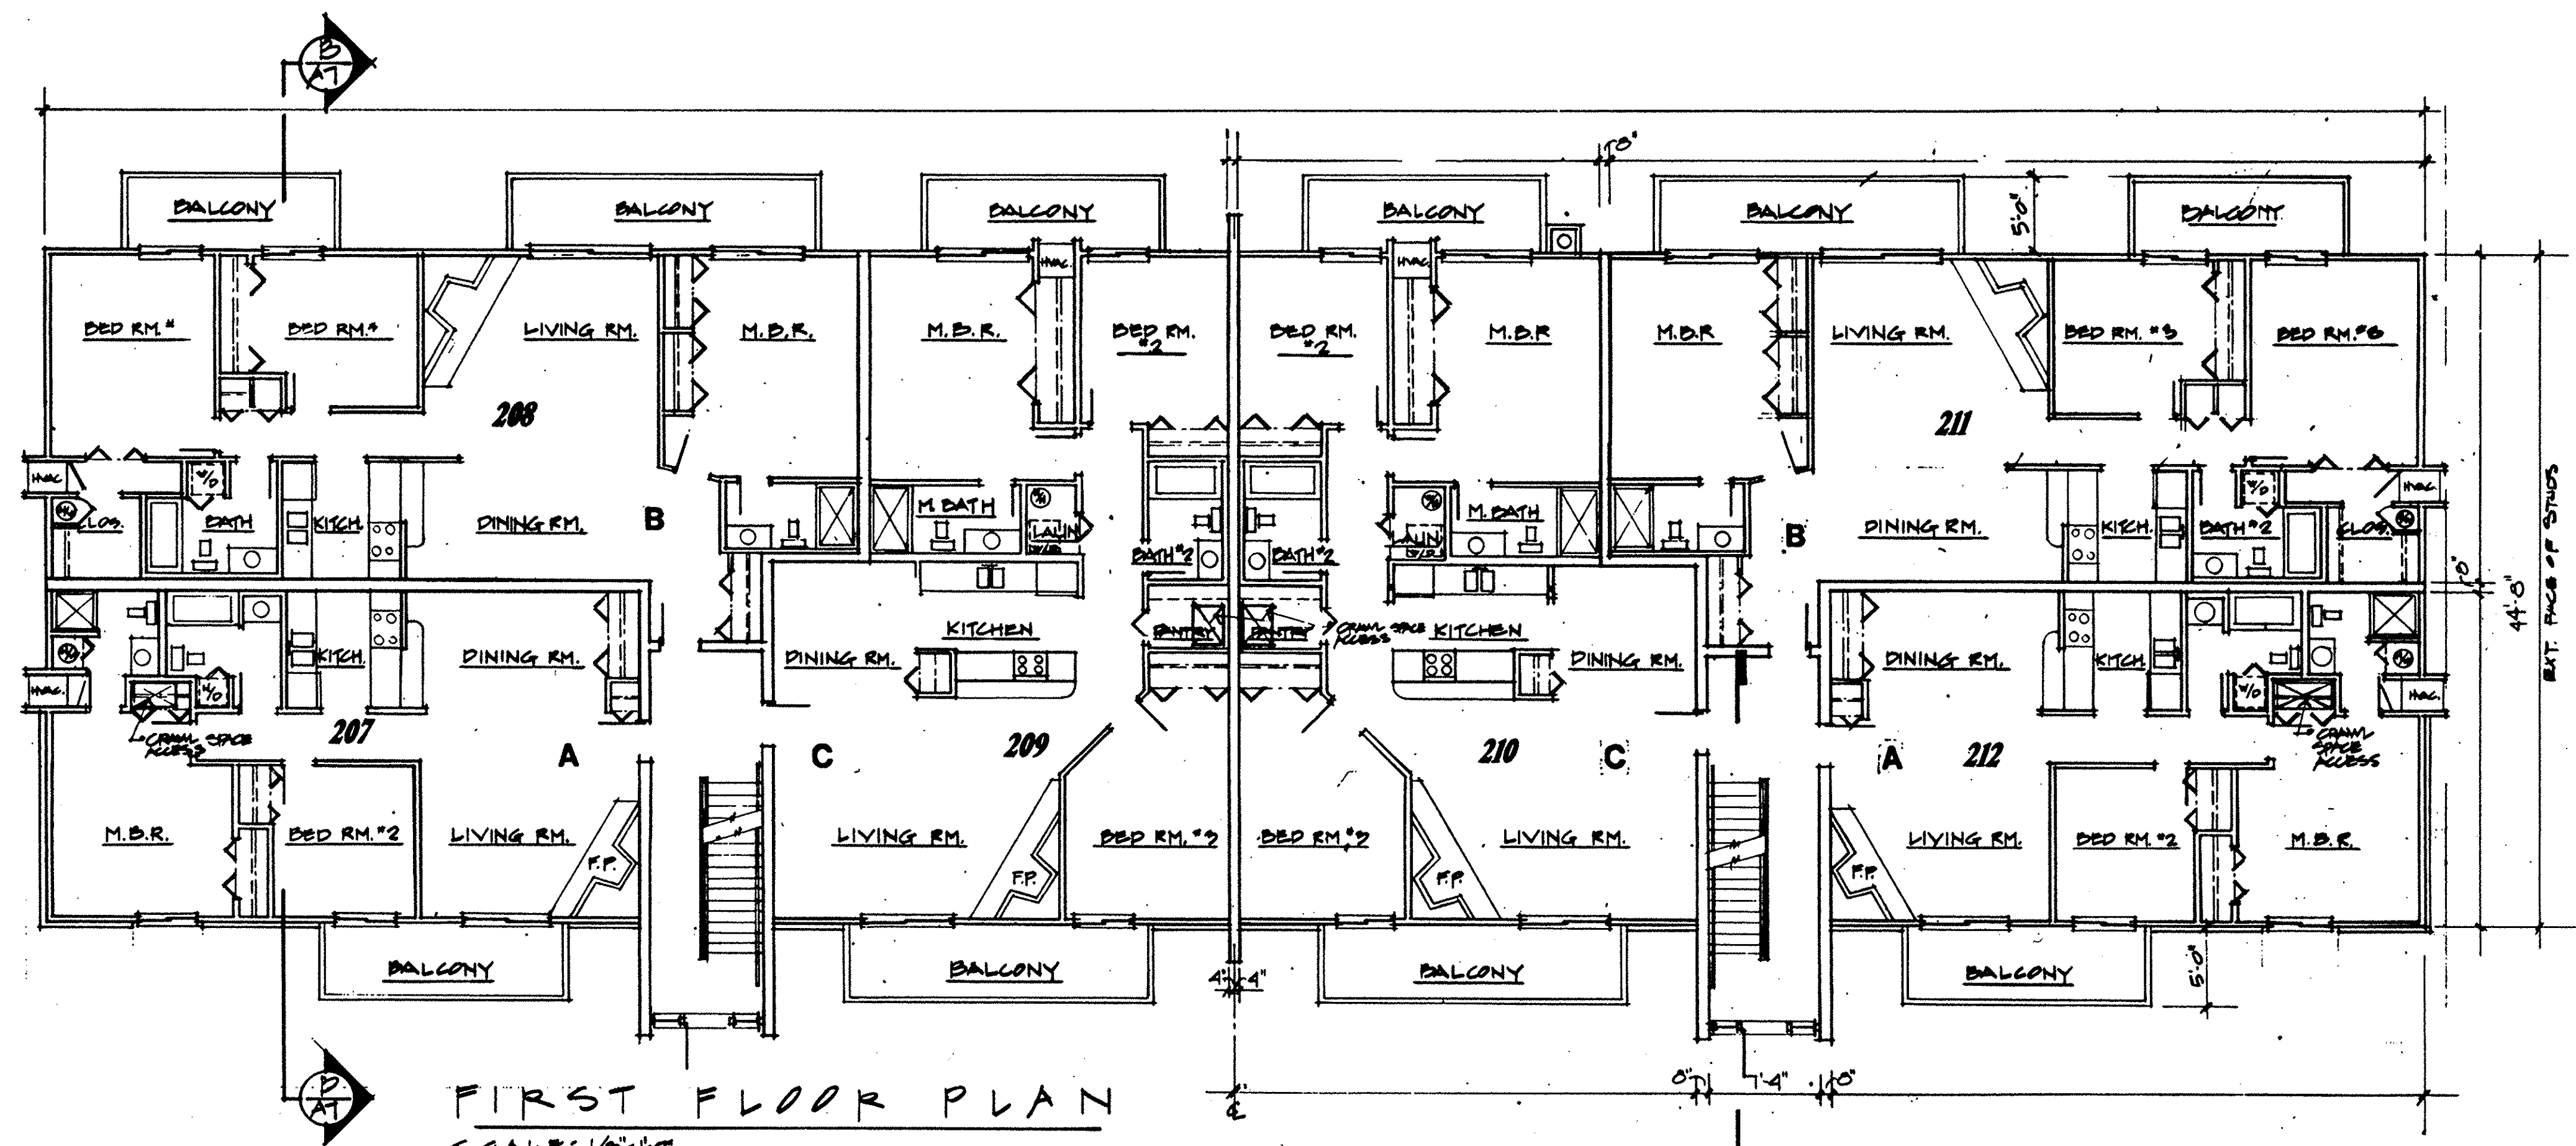 B
A7
8"
BALCONY
BALCONY
BALCONY
BALCONY
BALCONY
5'-0"
BALCONY
HVAC.
HVAC.
BED RM.
BED RM.
LIVING RM.
M.B.R.
M.B.R.
BED RM.
#2
BED RM.
#2
M.B.R
M.B.R
LIVING RM.
BED RM. #3
BED RM.
208
211
HVAC
W/D
BATH
CLOS.
KITCH.
DINING RM.
B
M. BATH
BATH #2
BATH #2
M. BATH
B
DINING RM.
KITCH.
BATH #2
W/D
CLOS.
HVAC.
8"
44'-8"
EXT. FACE OF STUDS
HVAC.
W/D
KITCH.
DINING RM.
DINING RM.
KITCHEN
PANTRY
PANTRY
CRAWL SPACE
ACCESS
KITCHEN
DINING RM.
DINING RM.
KITCH
W/D
HVAC.
CRAWL SPACE
ACCESS
207
A
C
209
210
C
A
212
CRAWL
SPACE
ACCESS
M.B.R.
BED RM. #2
LIVING RM.
F.P.
LIVING RM.
F.P.
BED RM. #3
BED RM. #3
F.P.
LIVING RM.
F.P.
LIVING RM.
BED RM. #2
M.B.R.
BALCONY
BALCONY
4" 4"
BALCONY
BALCONY
5'-0"
A7
FIRST FLOOR PLAN
8"
8"